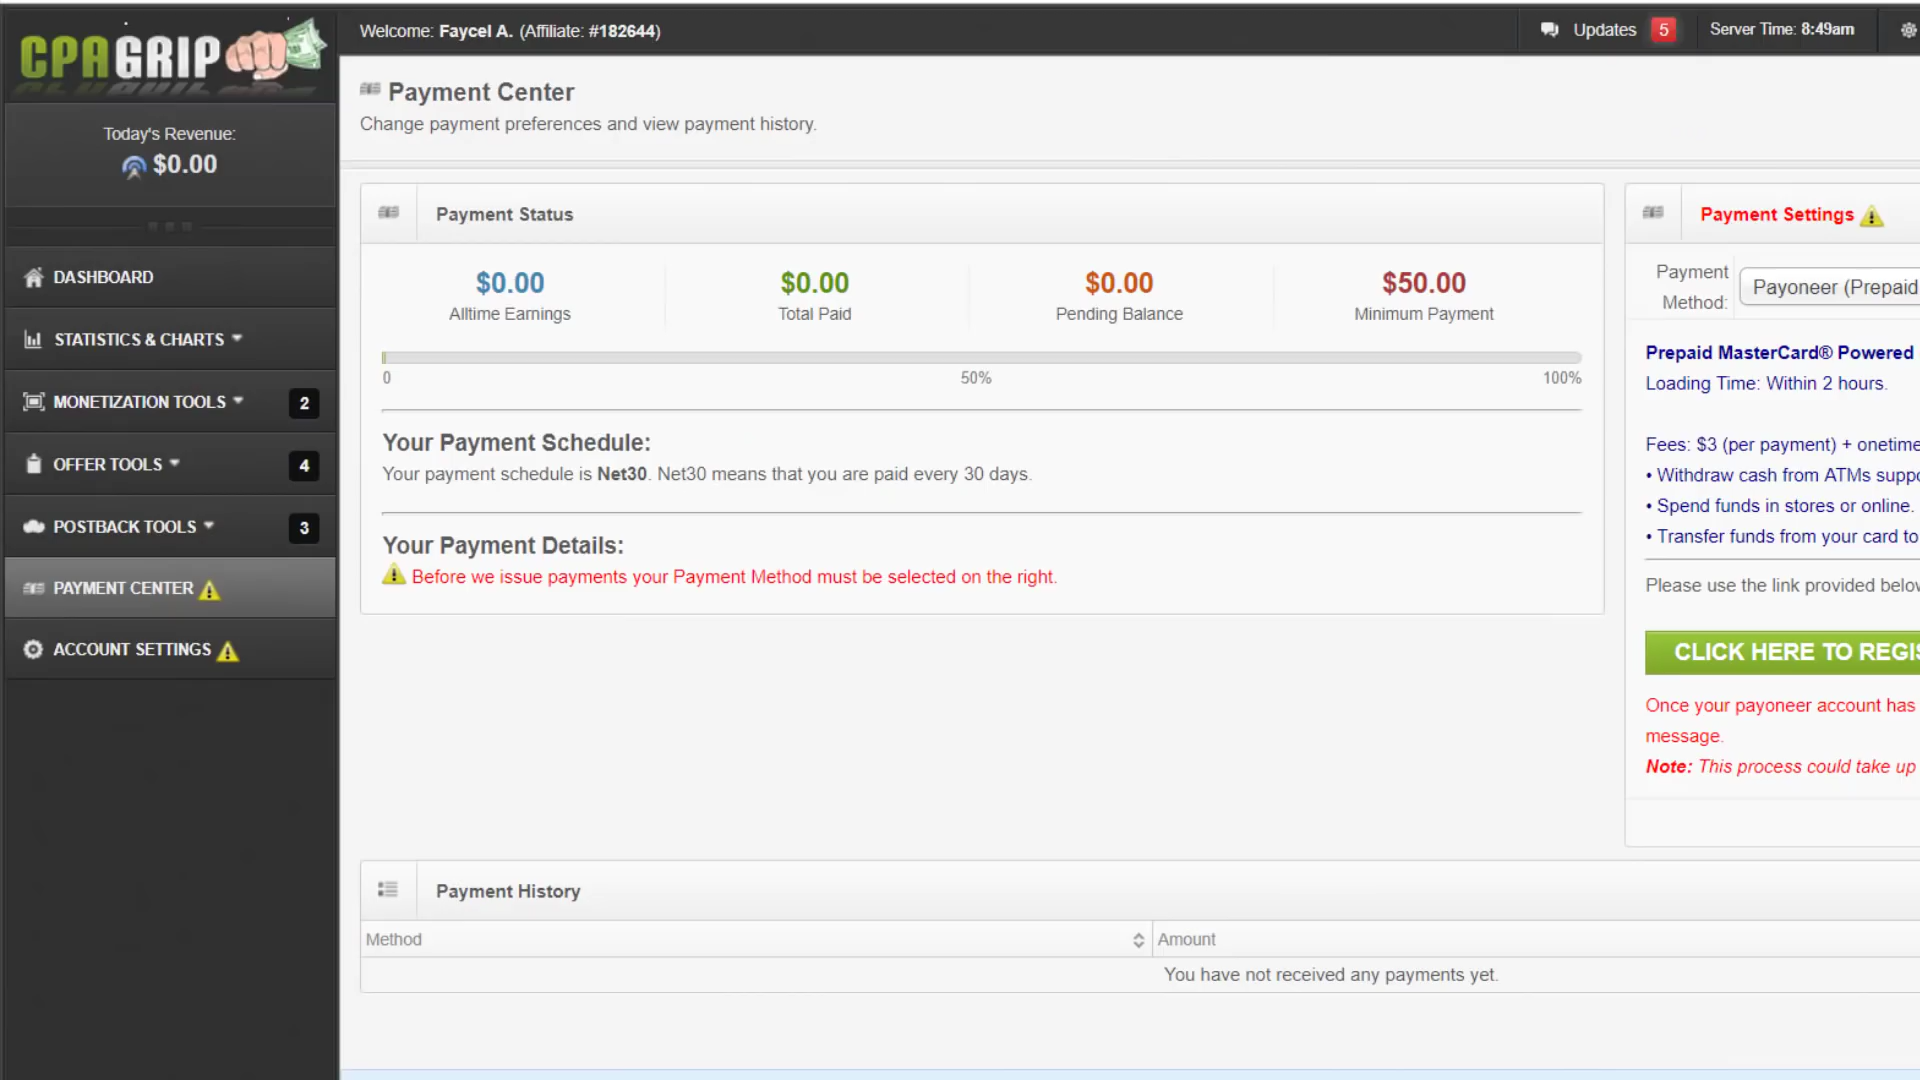 CPAGRIP
Welcome: Faycel A. (Affiliate: #182644)
Updates 5
Server Time: 8:49am
Today's Revenue:
$0.00
DASHBOARD
STATISTICS & CHARTS
MONETIZATION TOOLS 2
OFFER TOOLS 4
POSTBACK TOOLS 3
PAYMENT CENTER
ACCOUNT SETTINGS
Payment Center
Change payment preferences and view payment history.
Payment Status
$0.00 $0.00 $0.00 $50.00
Alltime Earnings Total Paid Pending Balance Minimum Payment
0 50% 100%
Your Payment Schedule:
Your payment schedule is Net30. Net30 means that you are paid every 30 days.
Your Payment Details:
Before we issue payments your Payment Method must be selected on the right.
Payment Settings
Payment
Method:
Payoneer (Prepaid
Prepaid MasterCard® Powered
Loading Time: Within 2 hours.
Fees: $3 (per payment) + onetime
• Withdraw cash from ATMs suppo
• Spend funds in stores or online.
• Transfer funds from your card to
Please use the link provided below
CLICK HERE TO REGIS
Once your payoneer account has
message.
Note: This process could take up
Payment History
Method Amount
You have not received any payments yet.